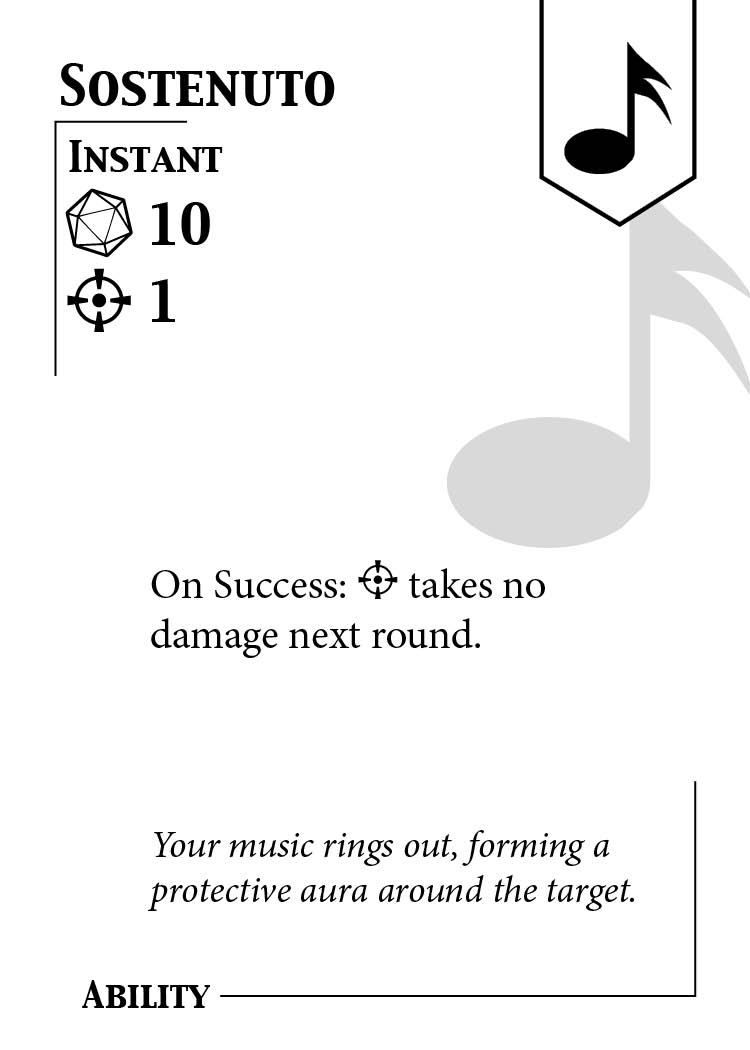 Sostenuto
Instant
10
1
On Success: takes no
damage next round.
Your music rings out, forming a
protective aura around the target.
Ability